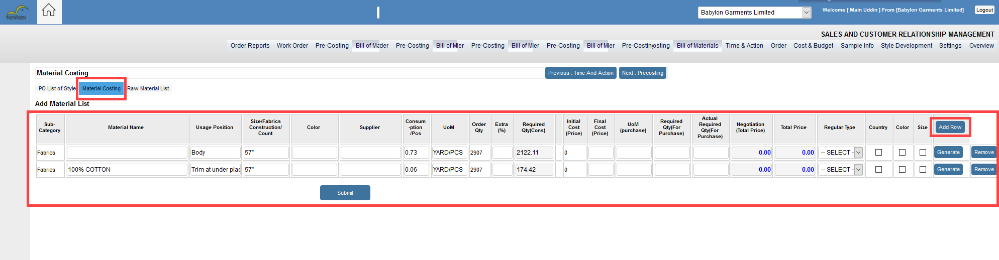 NEWGEN
Babylon Garments Limited
Welcome [ Main Uddin ] From [Babylon Garments Limited]
Logout
SALES AND CUSTOMER RELATIONSHIP MANAGEMENT
Order Reports Work Order Pre-Costing Bill of Mader Pre-Costing Bill of Mler Pre-Costing Bill of Mler Pre-Costing Bill of Mler Pre-Costinosting Bill of Materials Time & Action Order Cost & Budget Sample Info Style Development Settings Overview
Material Costing
Previous : Time And Action Next : Precosting
PO List of Style Material Costing Raw Material List
Add Material List
Sub-Category Material Name Usage Position Size/Fabrics Construction/ Count Color Supplier Consum-ption /Pcs UoM Order Qty Extra (%) Required Qty(Cons) Initial Cost (Price) Final Cost (Price) UoM (purchase) Required Qty(For Purchase) Actual Required Qty(For Purchase) Negotiation (Total Price) Total Price Regular Type Country Color Size Add Row
Fabrics Body 57" 0.73 YARD/PCS 2907 2122.11 0 0.00 0.00 -- SELECT - Generate Remove
Fabrics 100% COTTON Trim at under plac 57" 0.06 YARD/PCS 2907 174.42 0 0.00 0.00 -- SELECT - Generate Remove
Submit